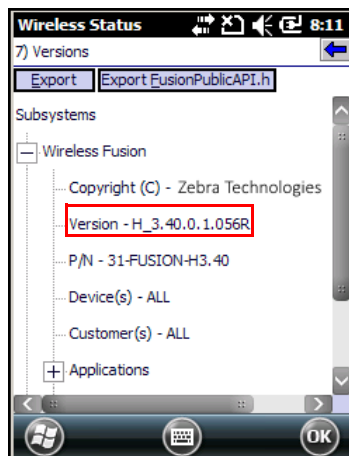 Wireless Status 8:11
7) Versions
Export Export FusionPublicAPI.h
Subsystems
Wireless Fusion
Copyright (C) - Zebra Technologies
Version - H_3.40.0.1.056R
P/N - 31-FUSION-H3.40
Device(s) - ALL
Customer(s) - ALL
Applications
OK